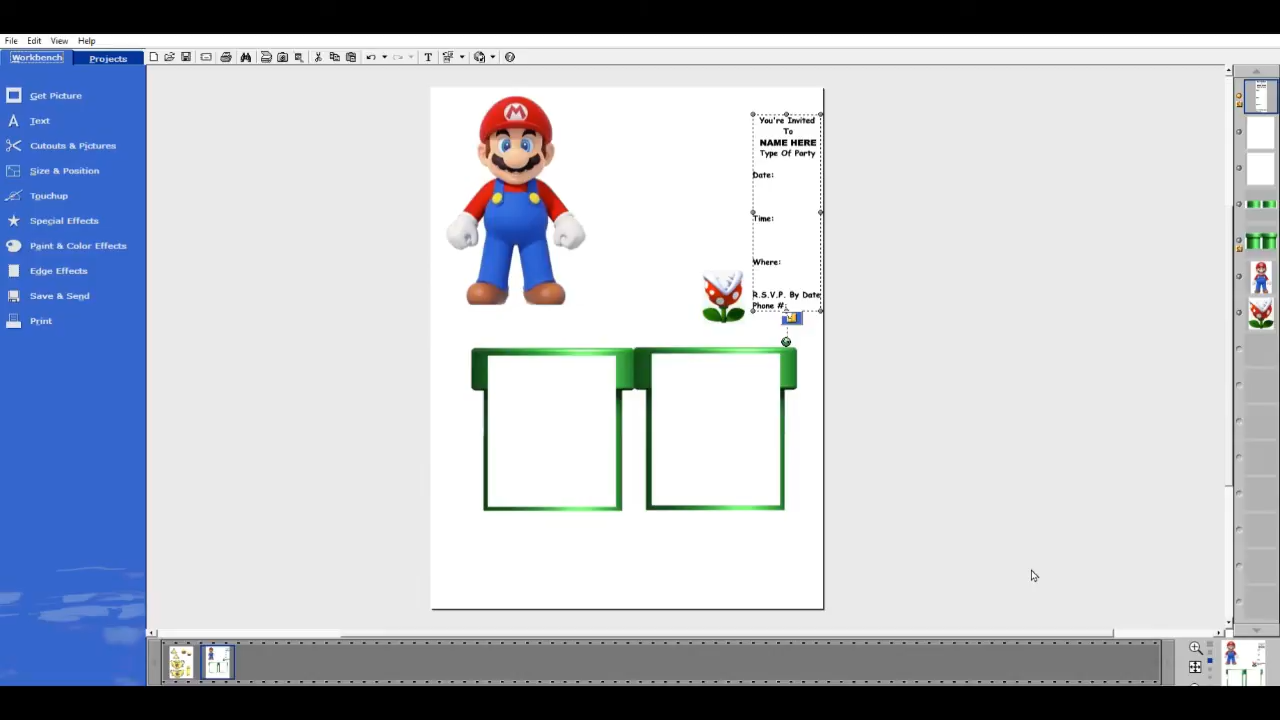 File Edit View Help
Workbench Projects
Get Picture
Text
Cutouts & Pictures
Size & Position
Touchup
Special Effects
Paint & Color Effects
Edge Effects
Save & Send
Print
M
You're Invited
To
NAME HERE
Type Of Party
Date:
Time:
Where:
R.S.V.P. By Date
Phone #: